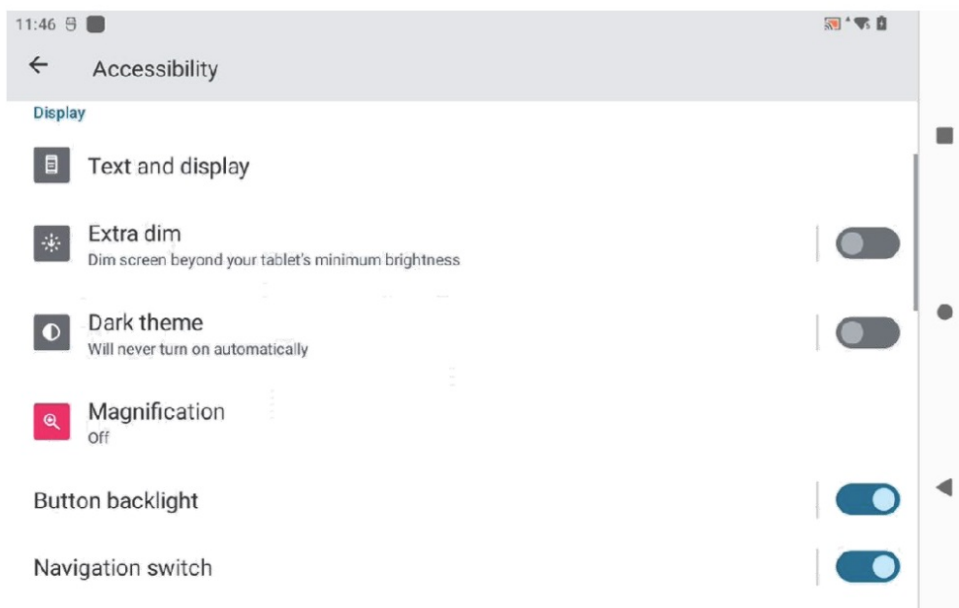 11:46
Accessibility
Display
Text and display
Extra dim
Dim screen beyond your tablet's minimum brightness
Dark theme
Will never turn on automatically
Magnification
Off
Button backlight
Navigation switch